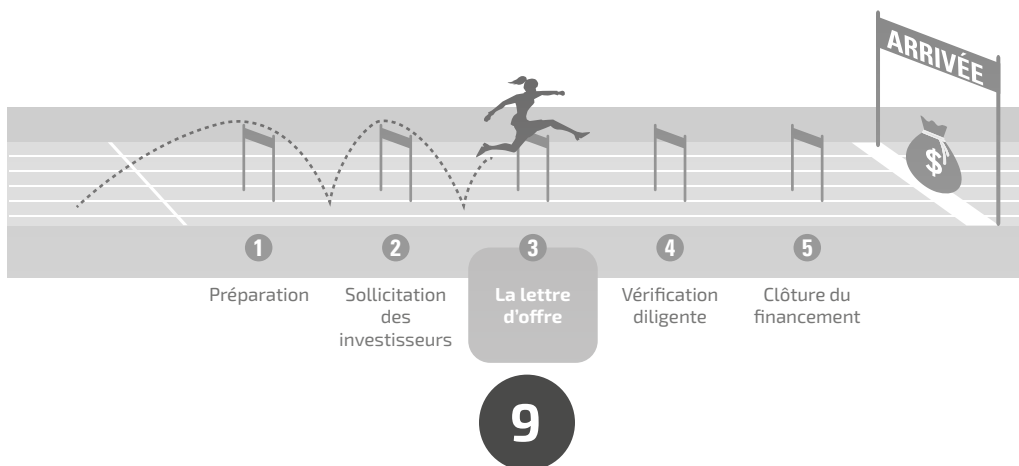 ARRIVÉE
$
1
2
3
4
5
Préparation
Sollicitation
des
investisseurs
La lettre
d'offre
Vérification
diligente
Clôture du
financement
9